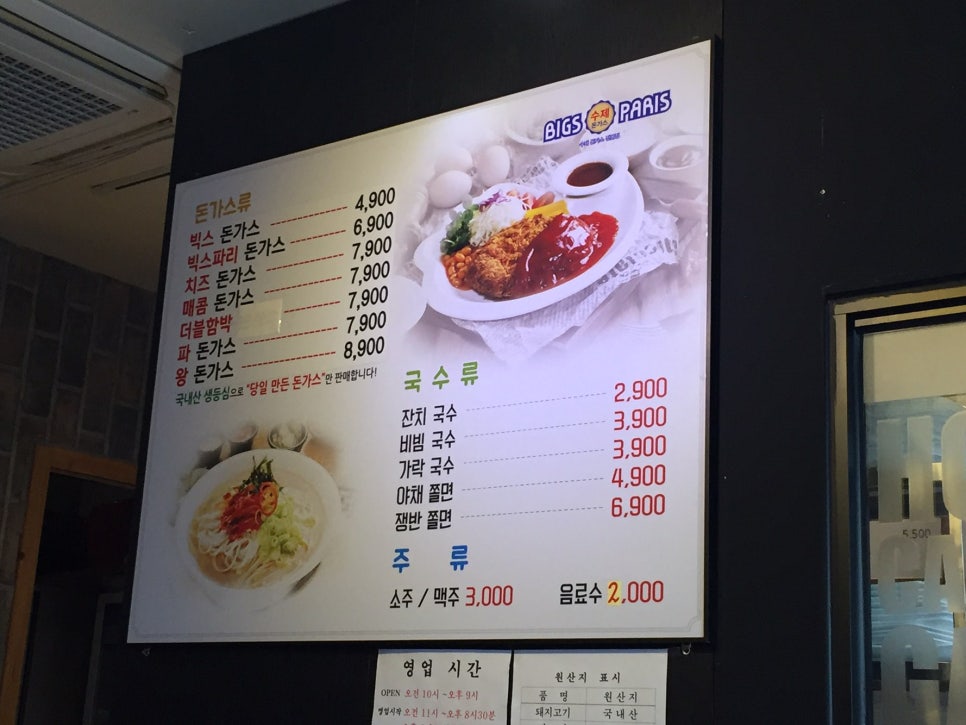 BIGS 수제 돈가스 PARIS
돈가스류
빅스 돈가스 4,900
빅스파리 돈가스 6,900
치즈 돈가스 7,900
매콤 돈가스 7,900
더블함박 7,900
파 돈가스 7,900
왕 돈가스 8,900
국내산 생등심으로 "당일 만든 돈가스"만 판매합니다!
국수류
잔치 국수 2,900
비빔 국수 3,900
가락 국수 3,900
야채 쫄면 4,900
쟁반 쫄면 6,900
주 류
소주 / 맥주 3,000 음료수 2,000
영업 시간
OPEN 오전 10시 ~오후 9시
영업시작 오전 11시 ~ 오후 8시30분
원산지 표시
품 명 원산지
돼지고기 국내산
5,500